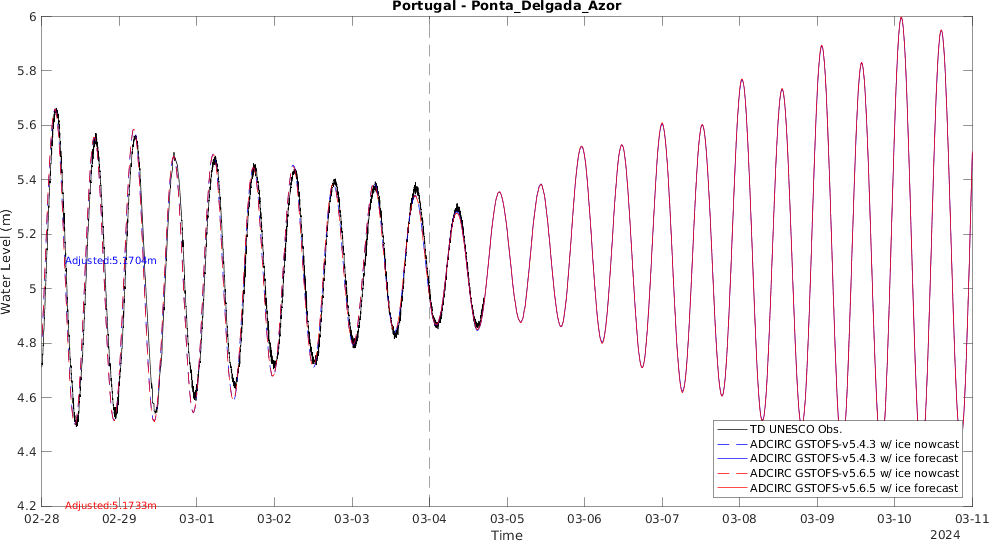 Portugal - Ponta_Delgada_Azor
6
5.8
5.6
5.4
5.2
5
4.8
4.6
4.4
4.2
Water Level (m)
Adjusted:5.1704m
Adjusted:5.1733m
TD UNESCO Obs.
ADCIRC GSTOFS-v5.4.3 w/ ice nowcast
ADCIRC GSTOFS-v5.4.3 w/ ice forecast
ADCIRC GSTOFS-v5.6.5 w/ ice nowcast
ADCIRC GSTOFS-v5.6.5 w/ ice forecast
02-28 02-29 03-01 03-02 03-03 03-04 03-05 03-06 03-07 03-08 03-09 03-10 03-11
Time
2024